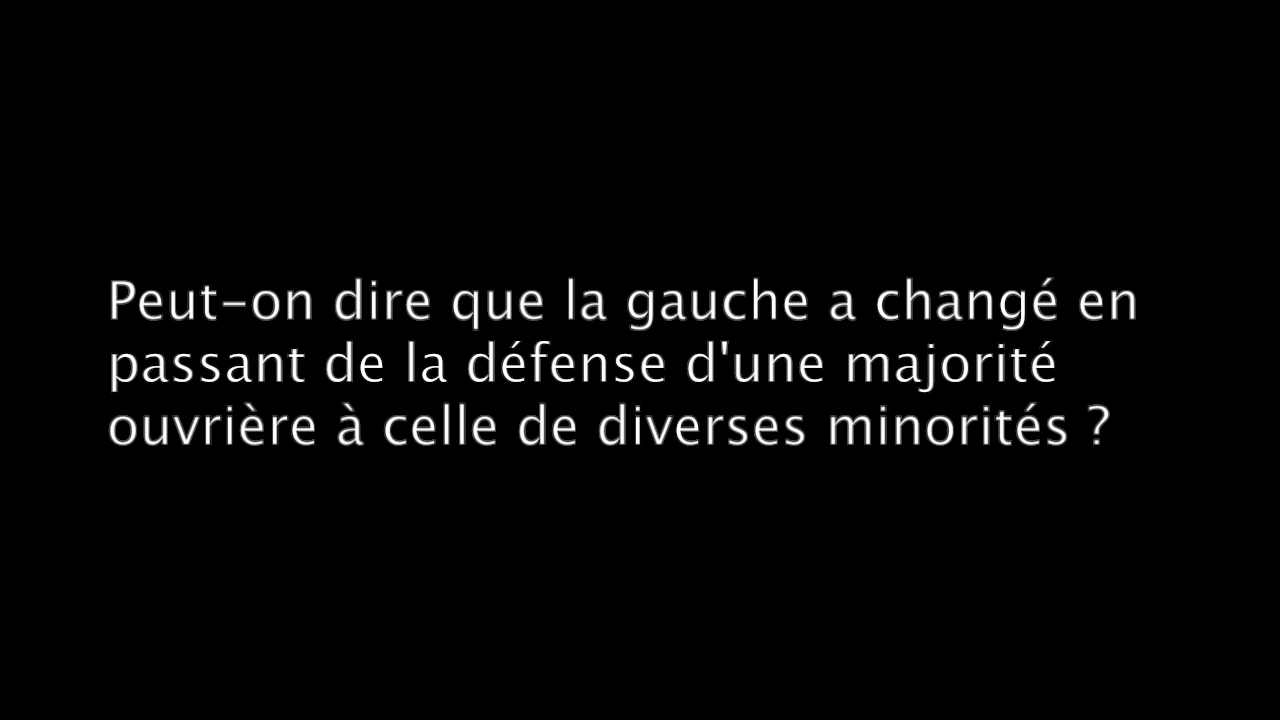 Peut-on dire que la gauche a changé en
passant de la défense d'une majorité
ouvrière à celle de diverses minorités ?